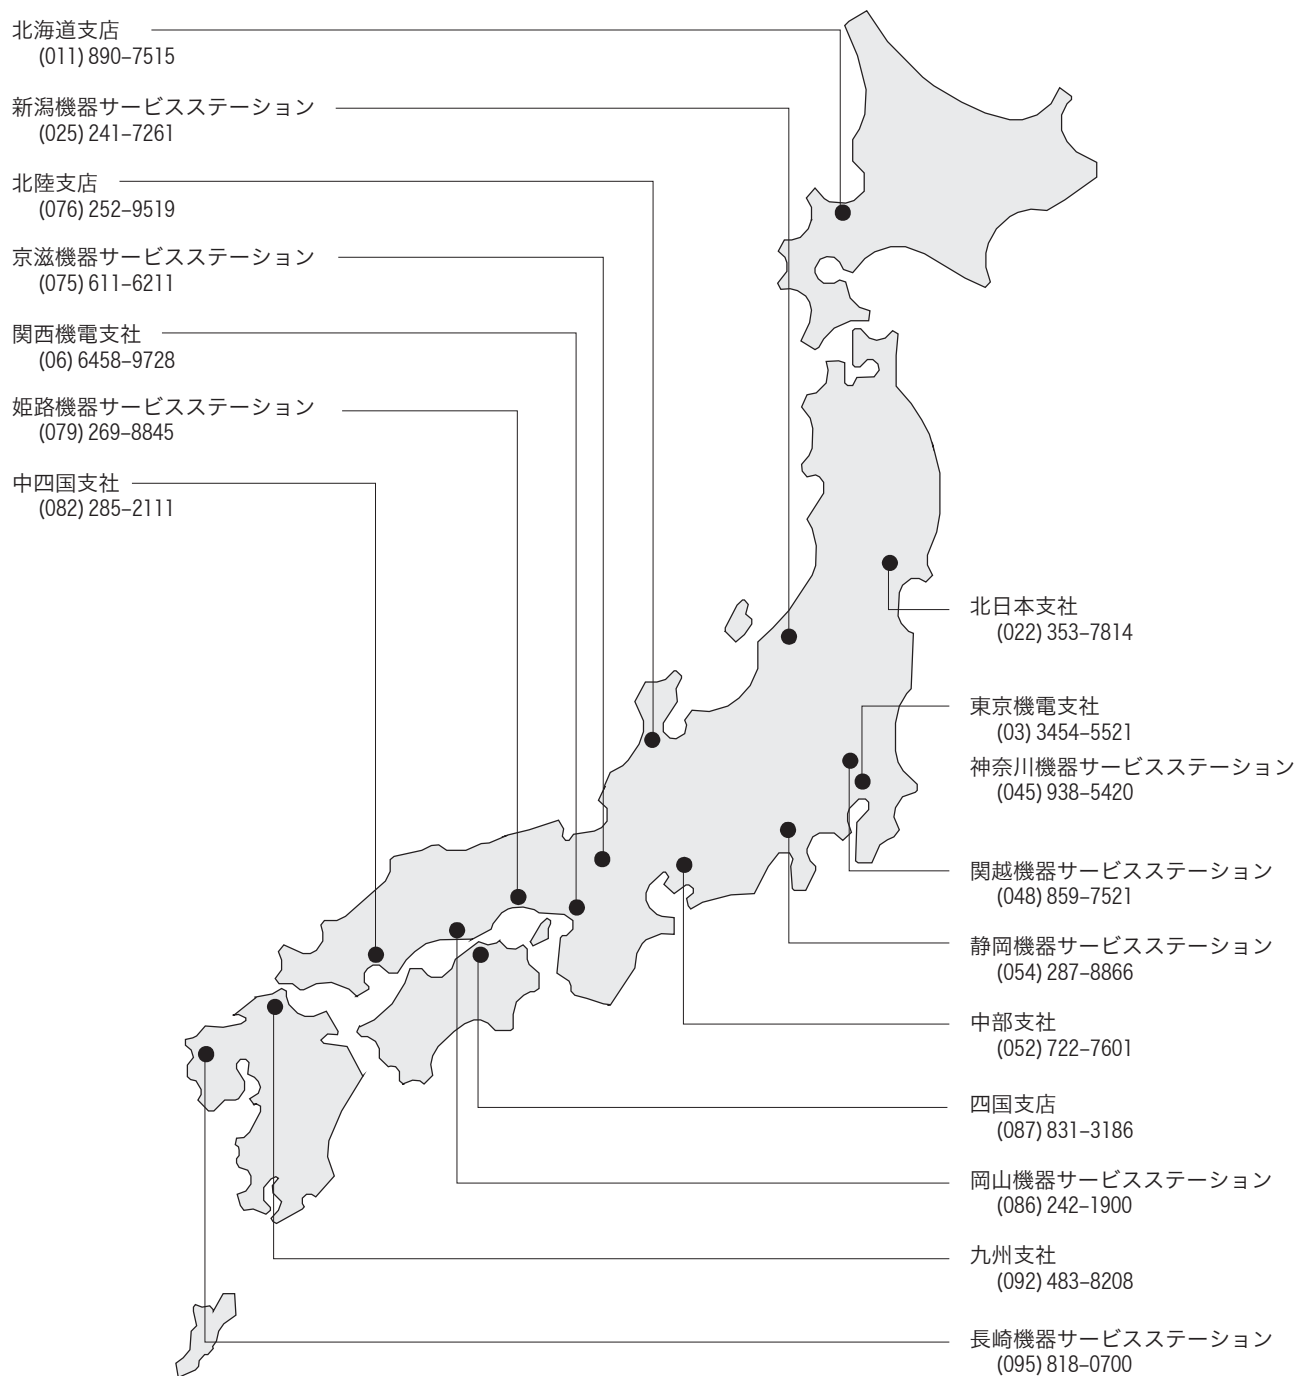 北海道支店
(011) 890–7515
新潟機器サービスステーション
(025) 241–7261
北陸支店
(076) 252–9519
京滋機器サービスステーション
(075) 611–6211
関西機電支社
(06) 6458–9728
姫路機器サービスステーション
(079) 269–8845
中四国支社
(082) 285–2111
北日本支社
(022) 353–7814
東京機電支社
(03) 3454–5521
神奈川機器サービスステーション
(045) 938–5420
関越機器サービスステーション
(048) 859–7521
静岡機器サービスステーション
(054) 287–8866
中部支社
(052) 722–7601
四国支店
(087) 831–3186
岡山機器サービスステーション
(086) 242–1900
九州支社
(092) 483–8208
長崎機器サービスステーション
(095) 818–0700